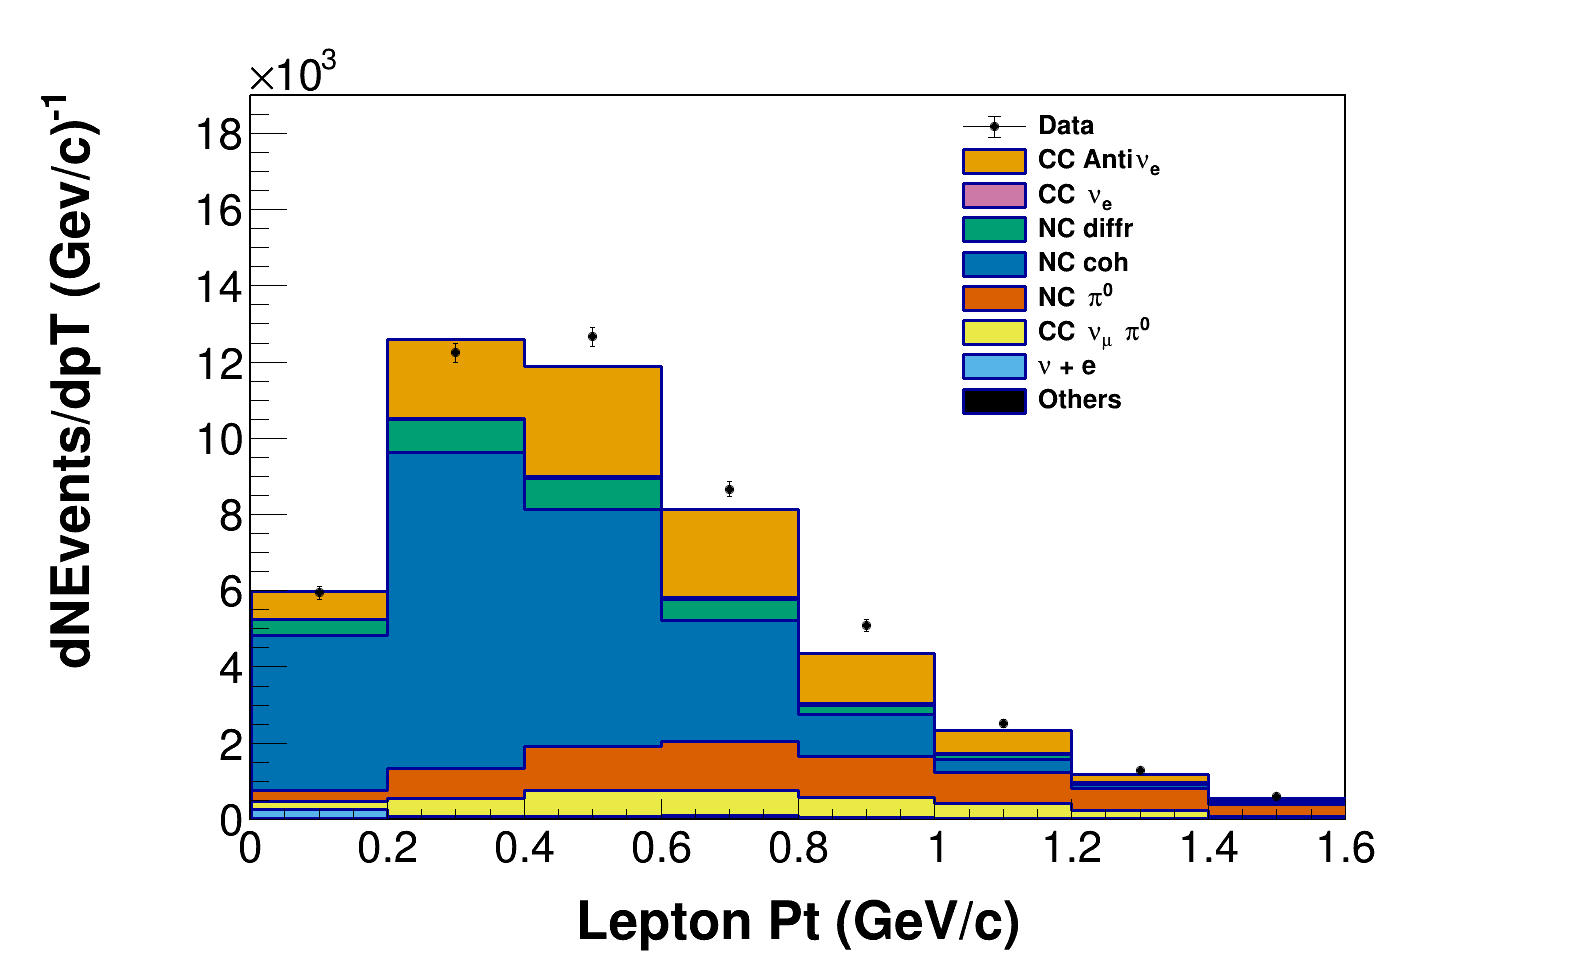 ×10³
dNEvents/dpT (Gev/c)⁻¹
18
16
14
12
10
8
6
4
2
0
Data
CC Anti νₑ
CC νₑ
NC diffr
NC coh
NC π⁰
CC ν_μ π⁰
ν + e
Others
0 0.2 0.4 0.6 0.8 1 1.2 1.4 1.6
Lepton Pt (GeV/c)